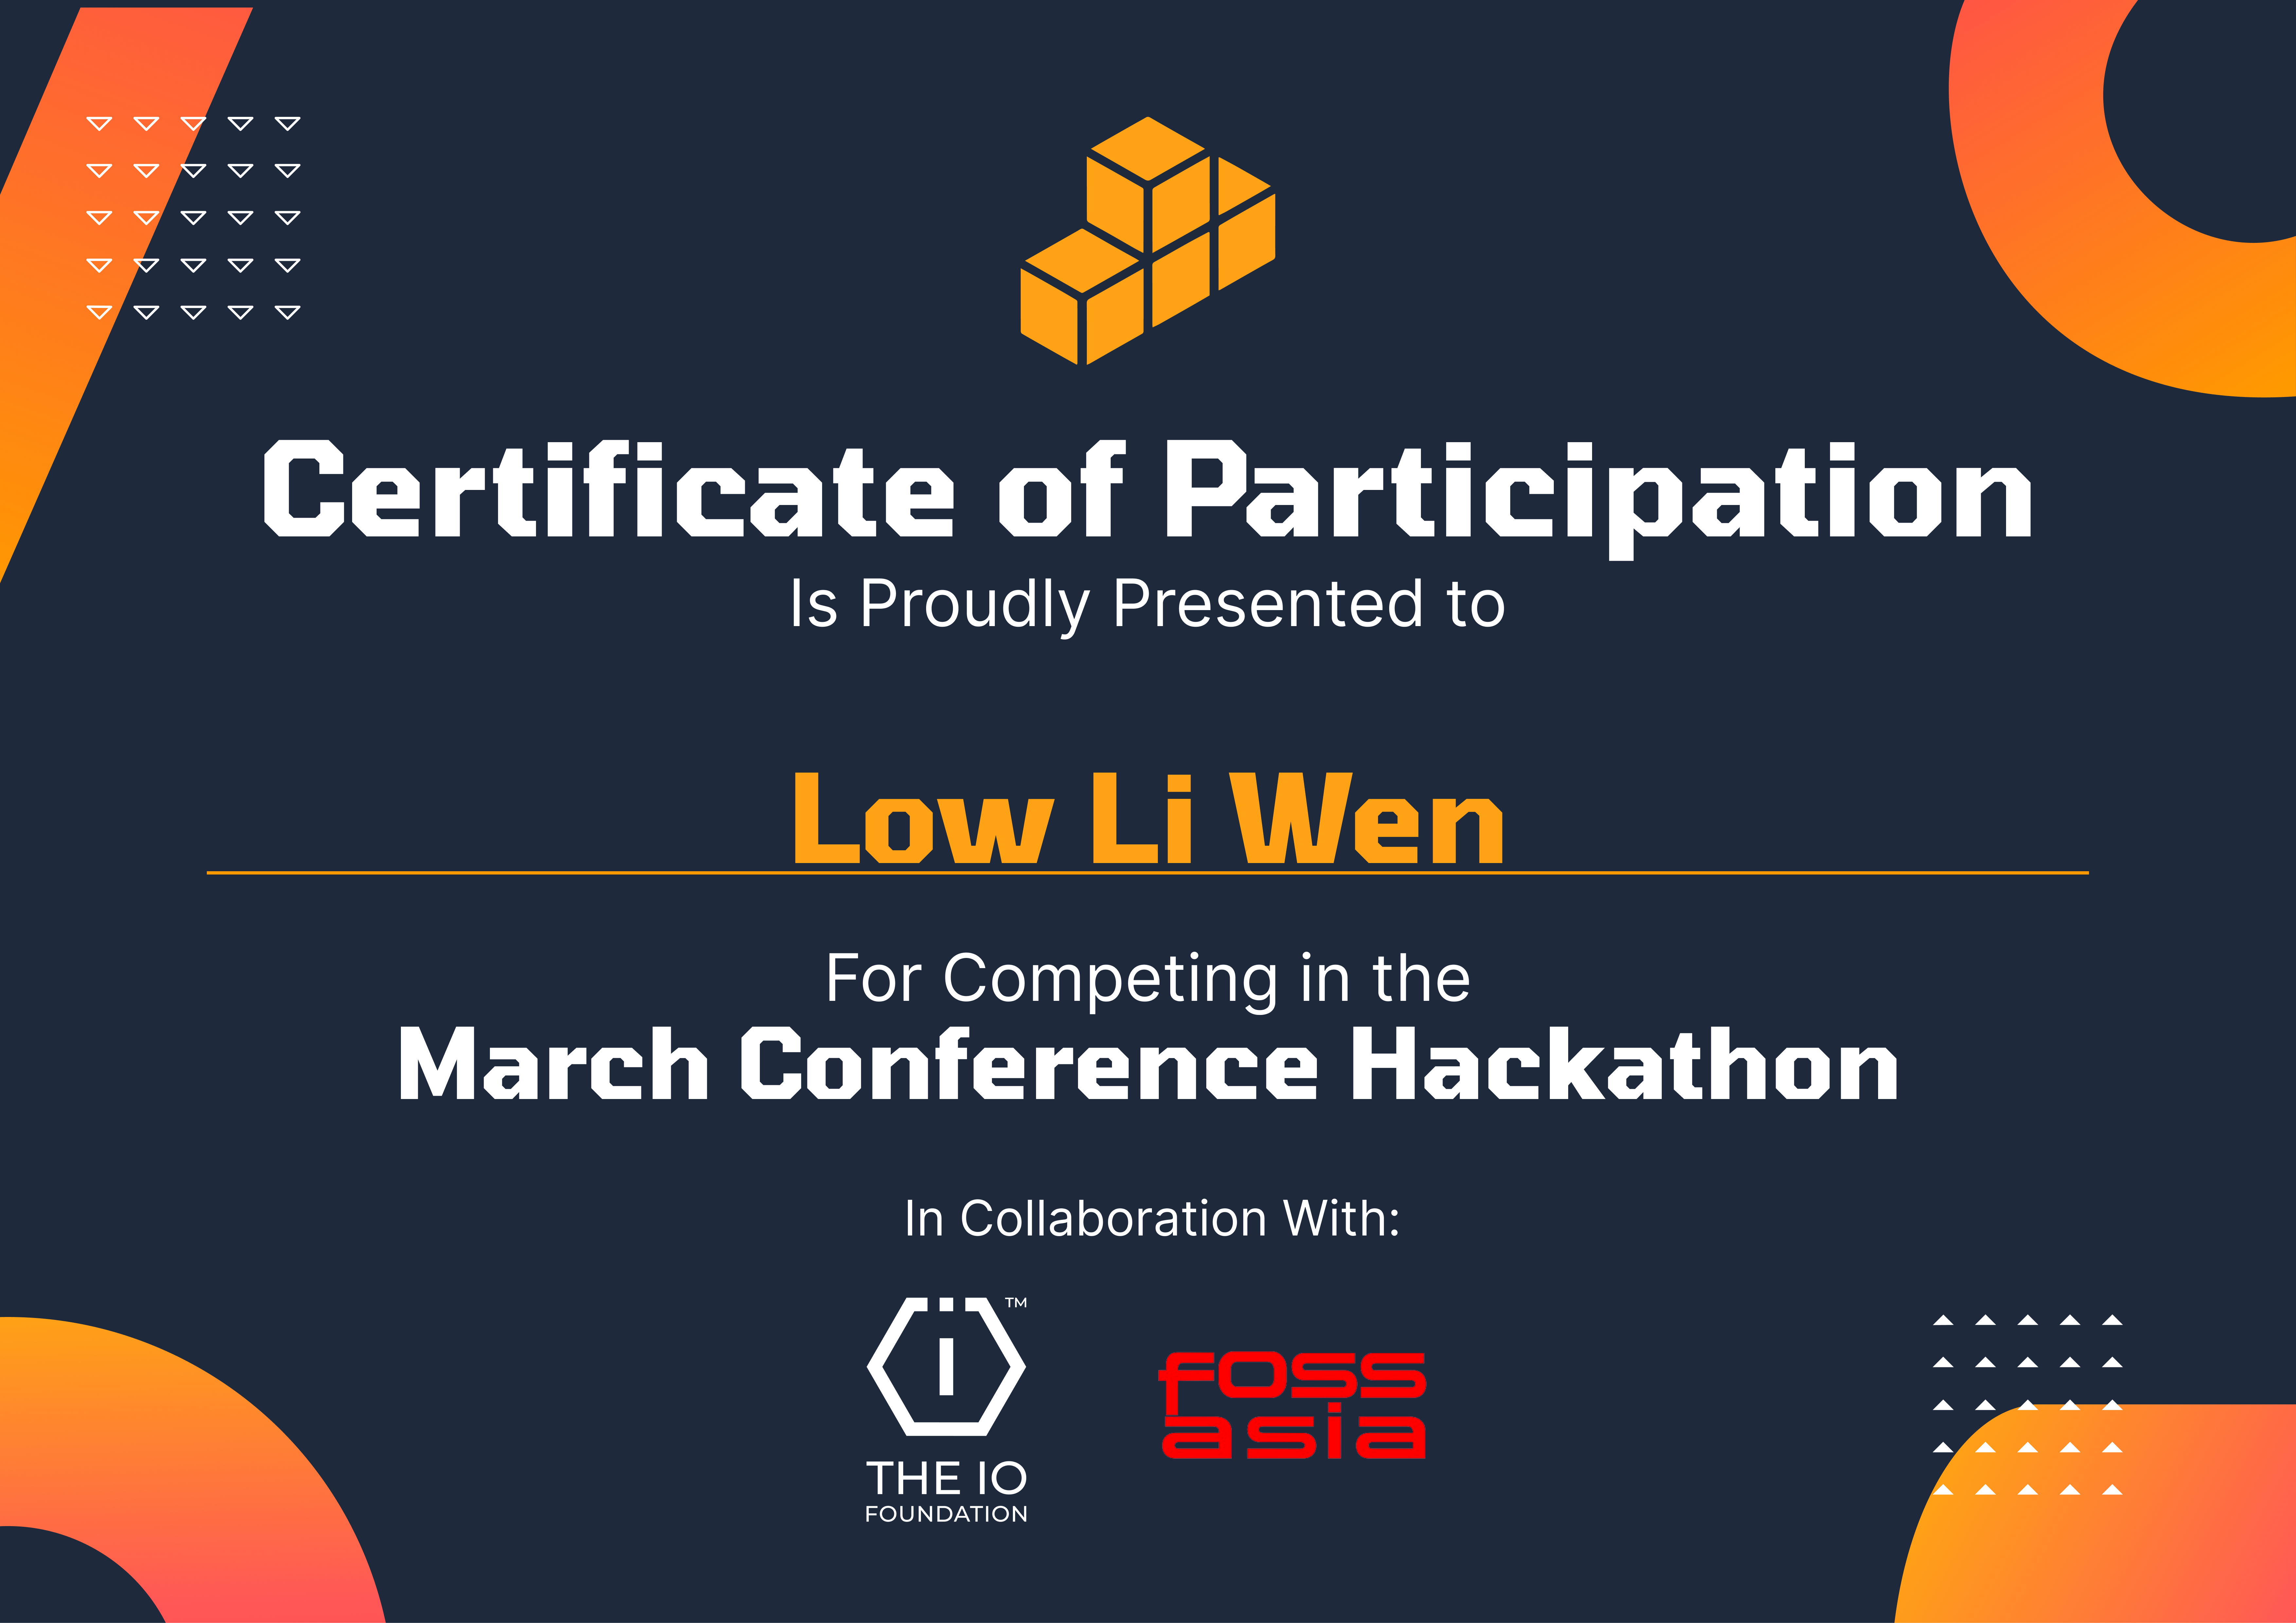 Certificate of Participation
Is Proudly Presented to
Low Li Wen
For Competing in the
March Conference Hackathon
In Collaboration With:
TM
THE IO
FOUNDATION
foss
asia